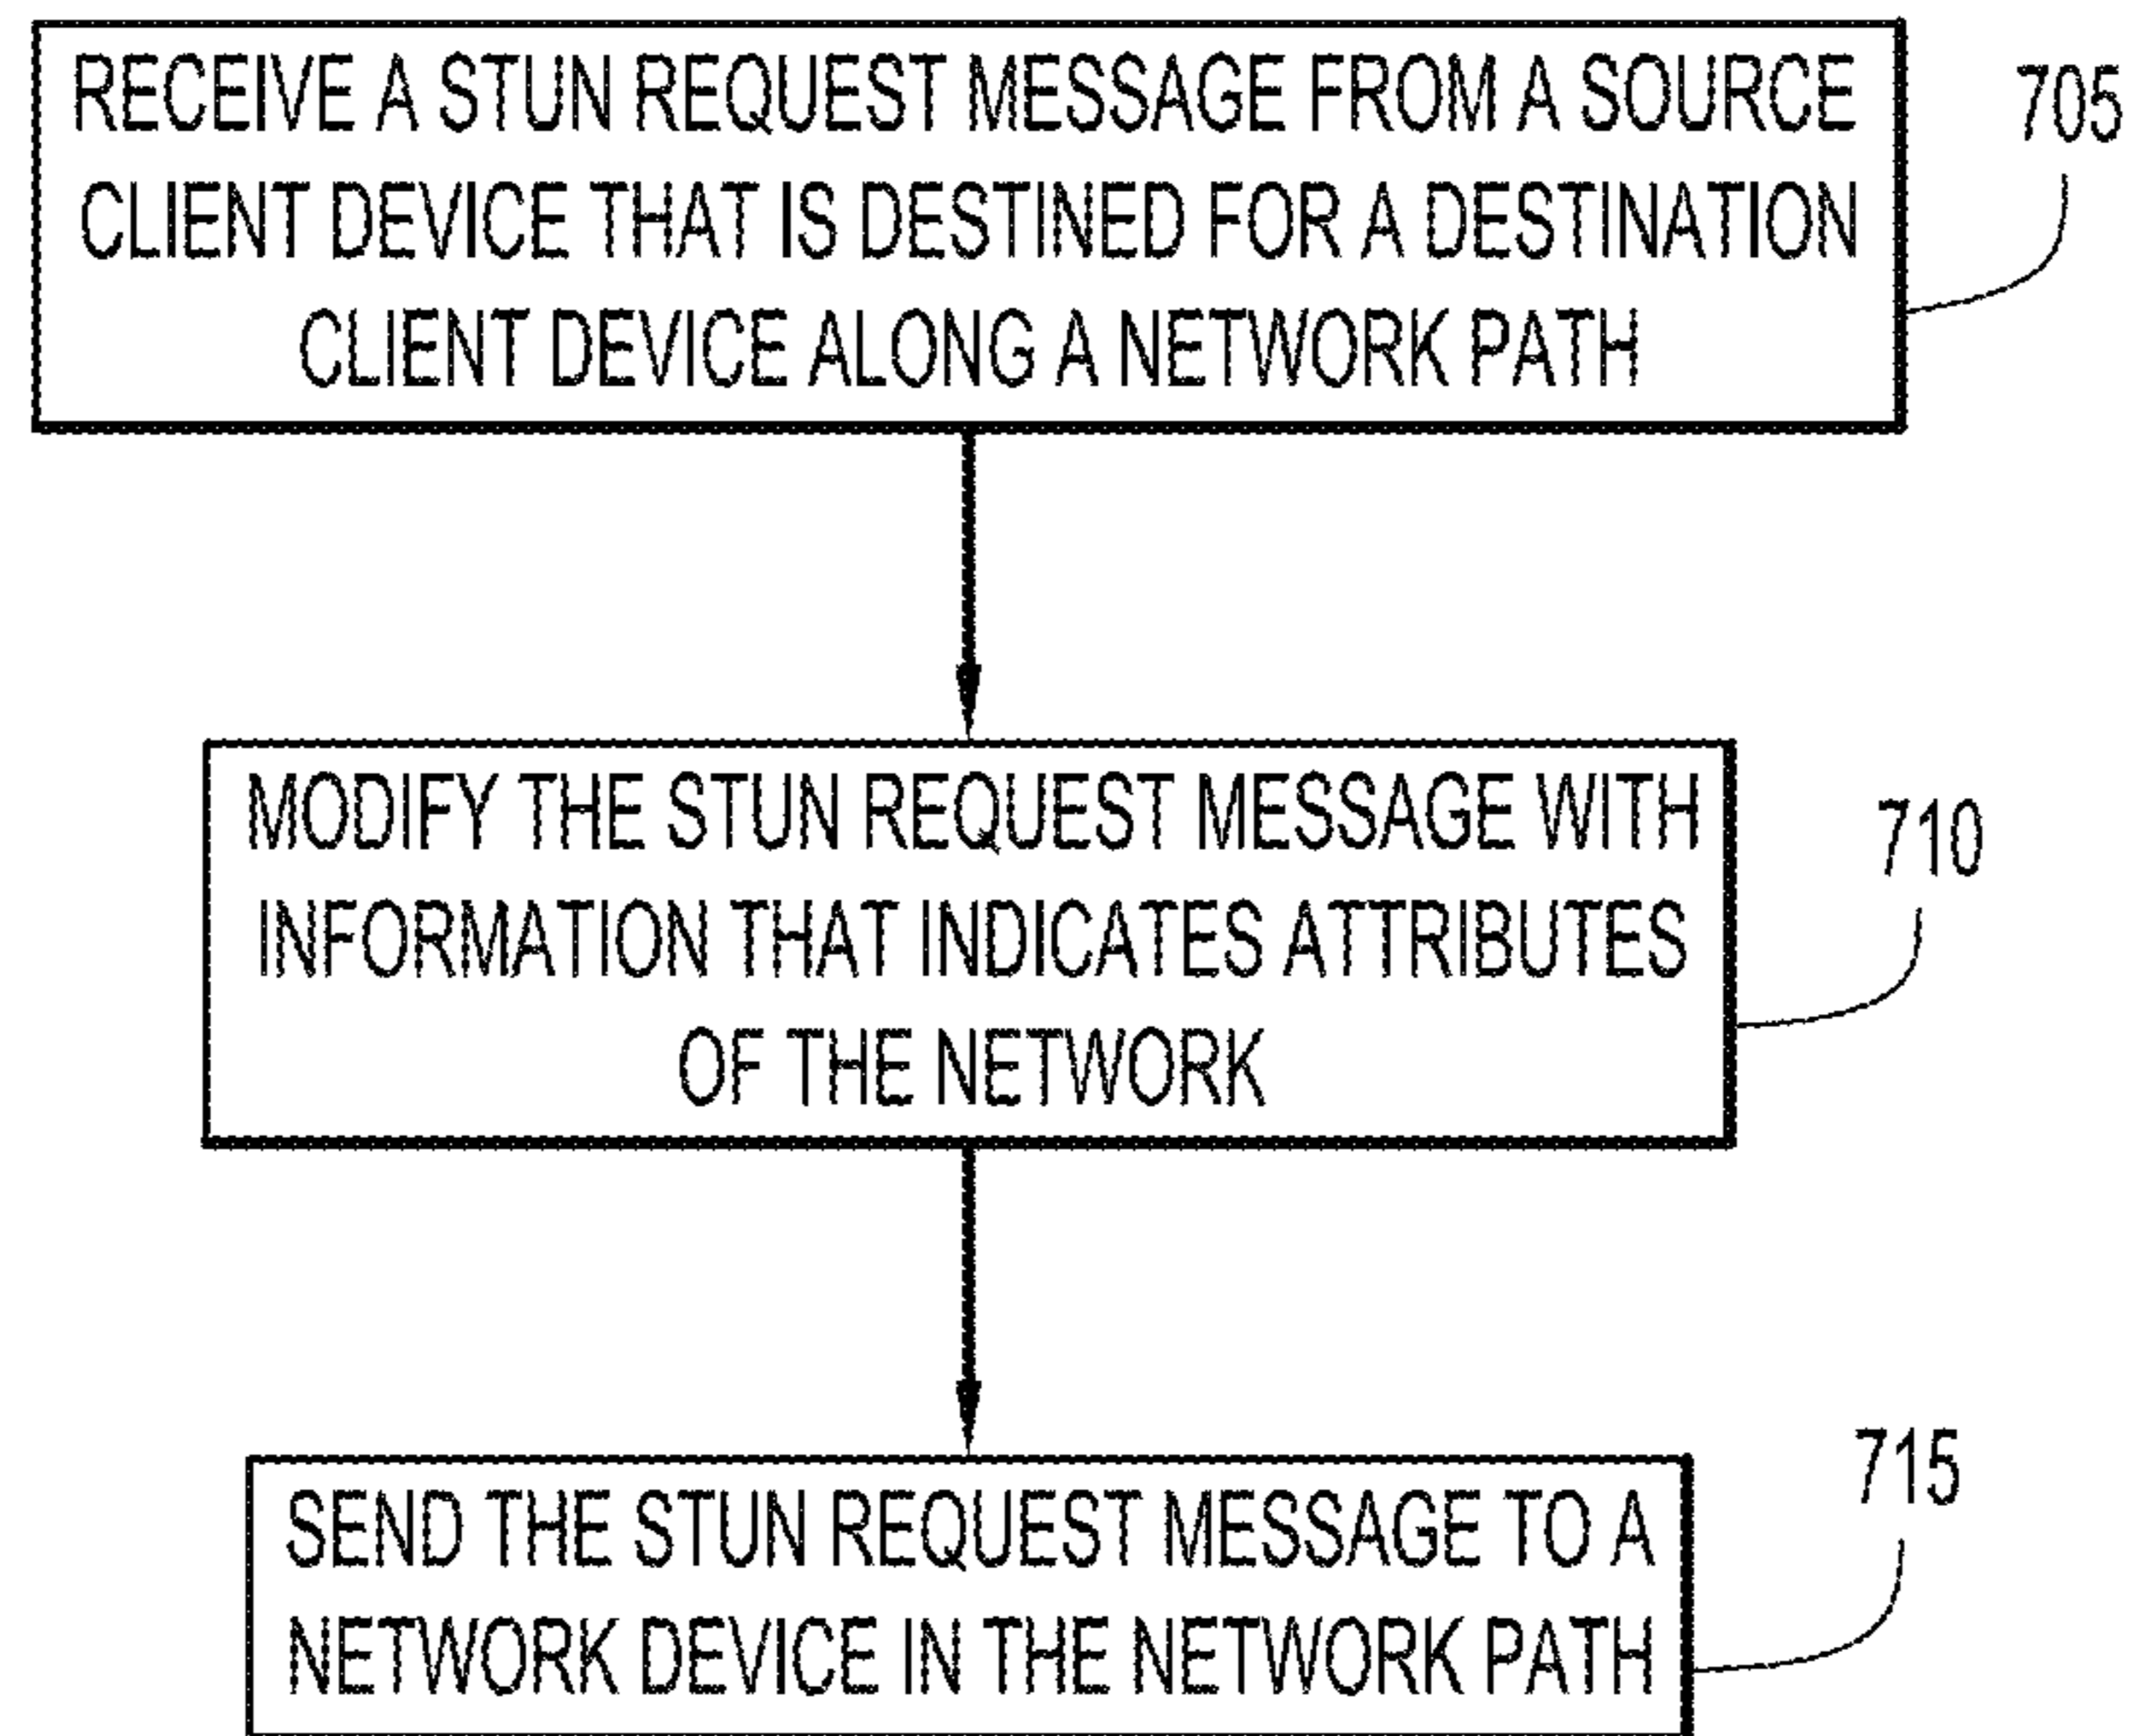 RECEIVE A STUN REQUEST MESSAGE FROM A SOURCE
CLIENT DEVICE THAT IS DESTINED FOR A DESTINATION
CLIENT DEVICE ALONG A NETWORK PATH
705
MODIFY THE STUN REQUEST MESSAGE WITH
INFORMATION THAT INDICATES ATTRIBUTES
OF THE NETWORK
710
SEND THE STUN REQUEST MESSAGE TO A
NETWORK DEVICE IN THE NETWORK PATH
715